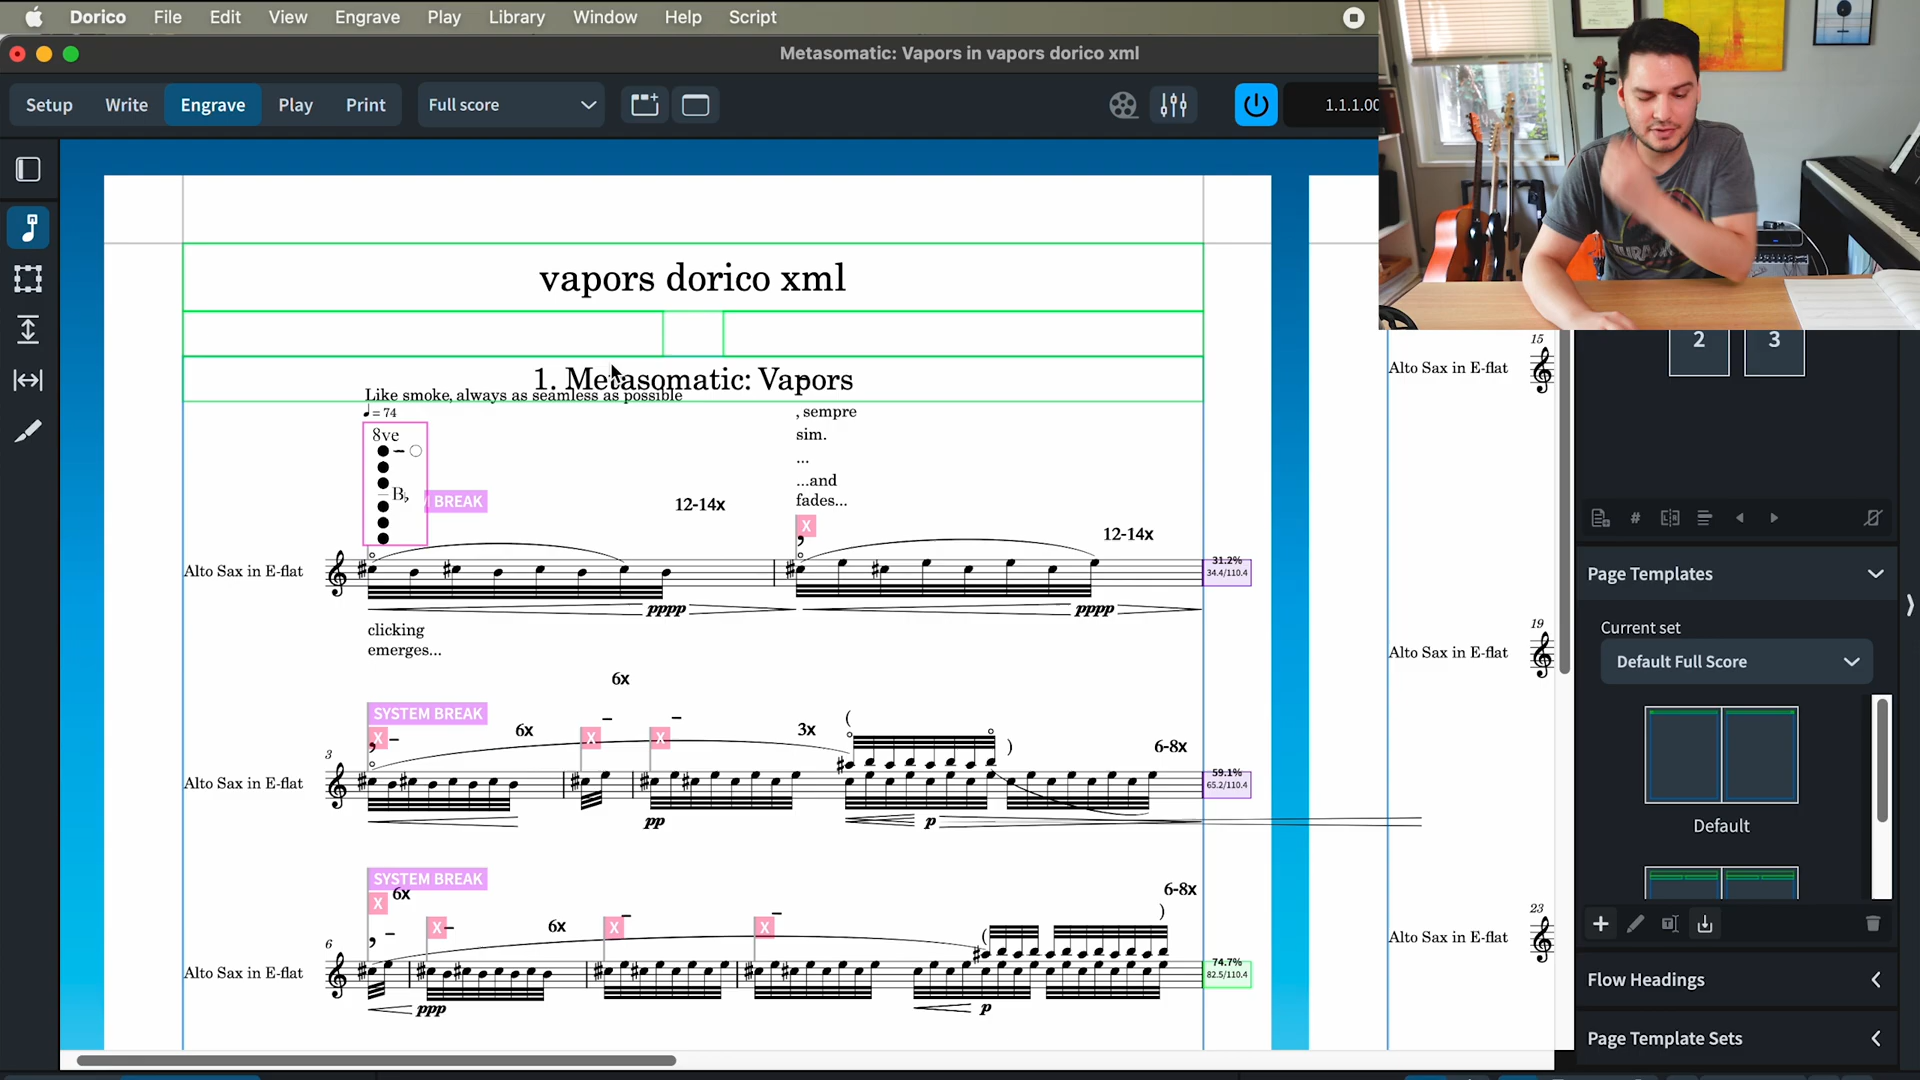 Dorico File Edit View Engrave Play Library Window Help Script
Metasomatic: Vapors in vapors dorico xml
Setup Write Engrave Play Print Full score 1.1.1.00
vapors dorico xml
1. Metasomatic: Vapors
Like smoke, always as seamless as possible
= 74
, sempre
sim.
...
...and
fades...
8ve
B♭
BREAK
12-14x
X
12-14x
Alto Sax in E-flat
31.2%
34.4/110.4
pppp pppp
clicking
emerges...
6x
SYSTEM BREAK
X 6x X X 3x ( ) 6-8x
3
Alto Sax in E-flat
59.1%
65.2/110.4
pp p
SYSTEM BREAK
6x 6-8x
X X 6x X X ( )
6
Alto Sax in E-flat
74.7%
82.5/110.4
ppp p
15
Alto Sax in E-flat
19
Alto Sax in E-flat
23
Alto Sax in E-flat
2 3
#
Page Templates
Current set
Default Full Score
Default
Flow Headings
Page Template Sets